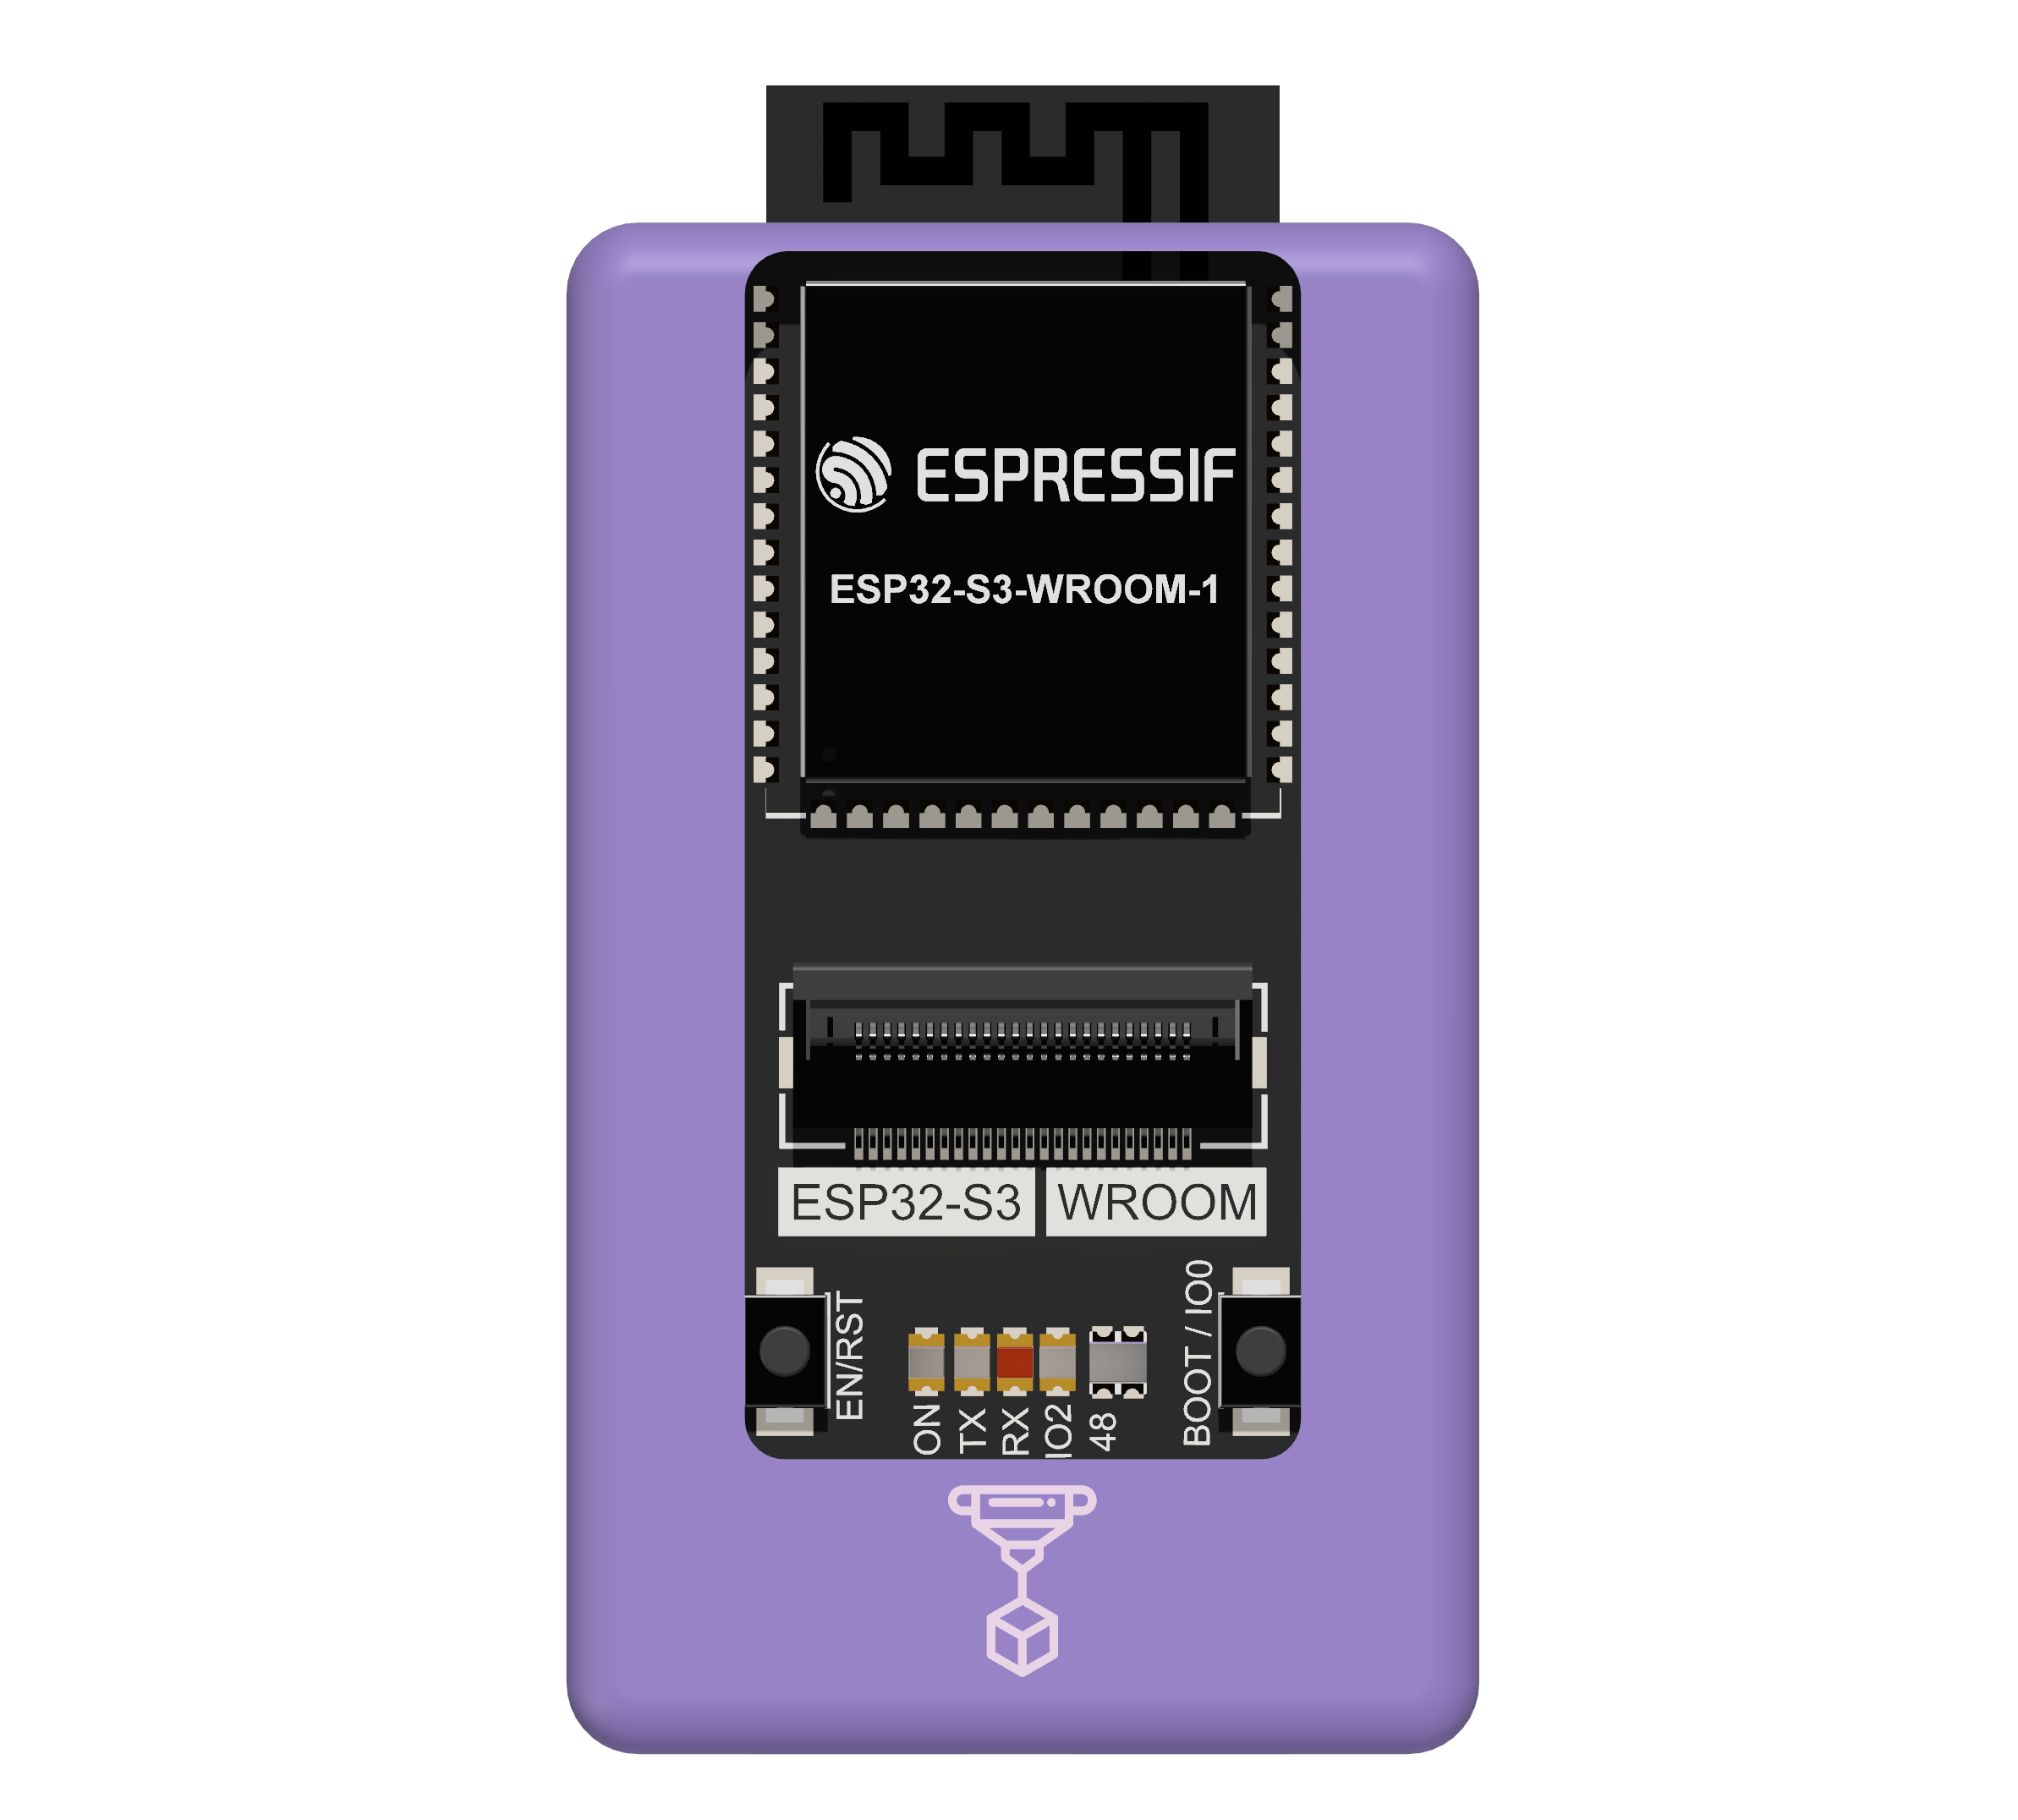 ESPRESSIF
ESP32-S3-WROOM-1
ESP32-S3 WROOM
EN/RST
ON
TX
RX
IO2
48
BOOT / IO0